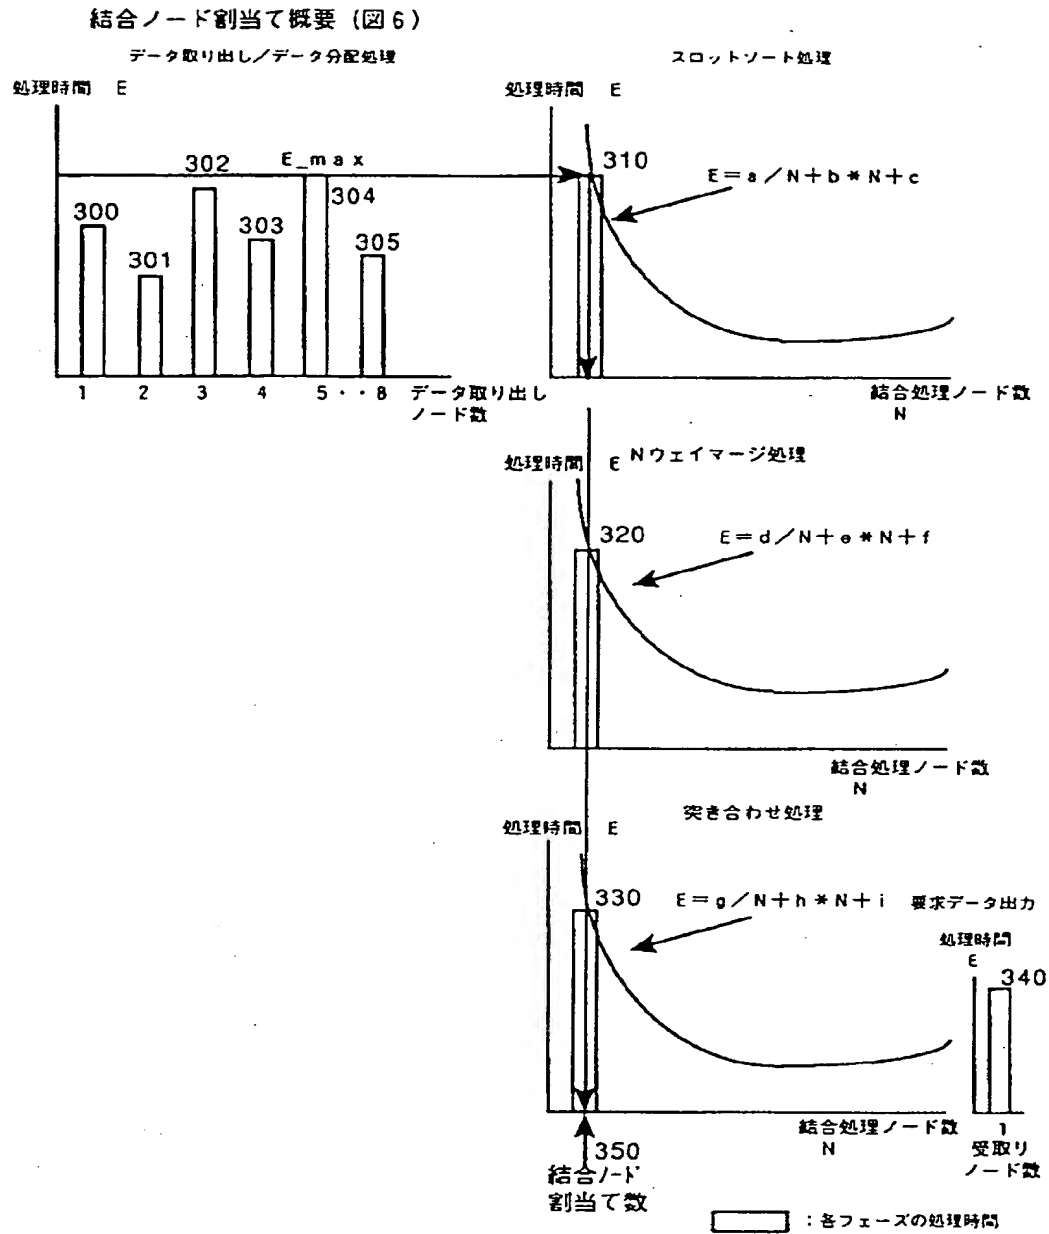 結合ノード割当て概要 (図6)
データ取り出し／データ分配処理
処理時間 E
E_max
300
301
302
303
304
305
1 2 3 4 5・・8
データ取り出し
ノード数
スロットソート処理
処理時間 E
310
E＝a／N＋b＊N＋c
結合処理ノード数
N
Nウェイマージ処理
処理時間 E
320
E＝d／N＋e＊N＋f
結合処理ノード数
N
突き合わせ処理
処理時間 E
330
E＝g／N＋h＊N＋i
結合処理ノード数
N
350
結合ノード
割当て数
要求データ出力
処理時間
E
340
1
受取り
ノード数
：各フェーズの処理時間